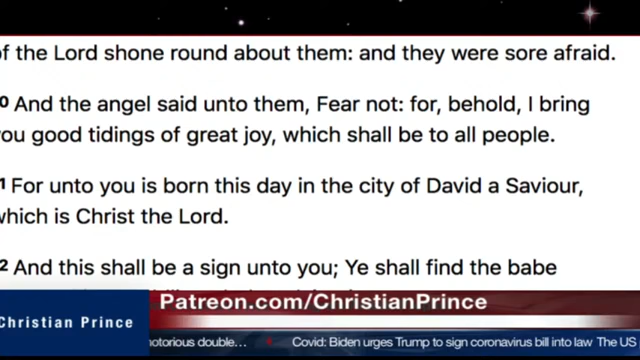 of the Lord shone round about them: and they were sore afraid.
0 And the angel said unto them, Fear not: for, behold, I bring
ou good tidings of great joy, which shall be to all people.
1 For unto you is born this day in the city of David a Saviour,
which is Christ the Lord.
2 And this shall be a sign unto you; Ye shall find the babe
Patreon.com/ChristianPrince
Christian Prince
notorious double... Covid: Biden urges Trump to sign coronavirus bill into law The US